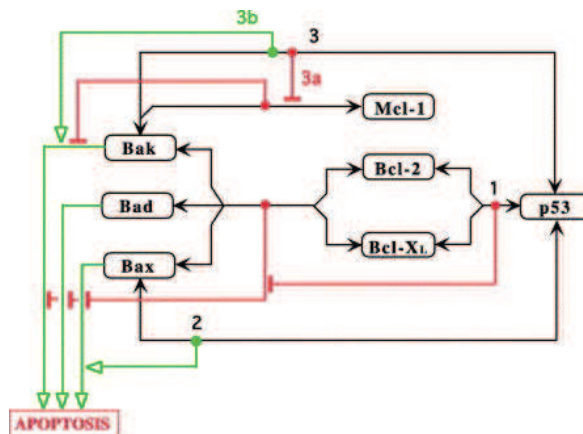 3b
3
3a
Mcl-1
Bak
Bcl-2
1
Bad
p53
Bcl-XL
Bax
2
APOPTOSIS